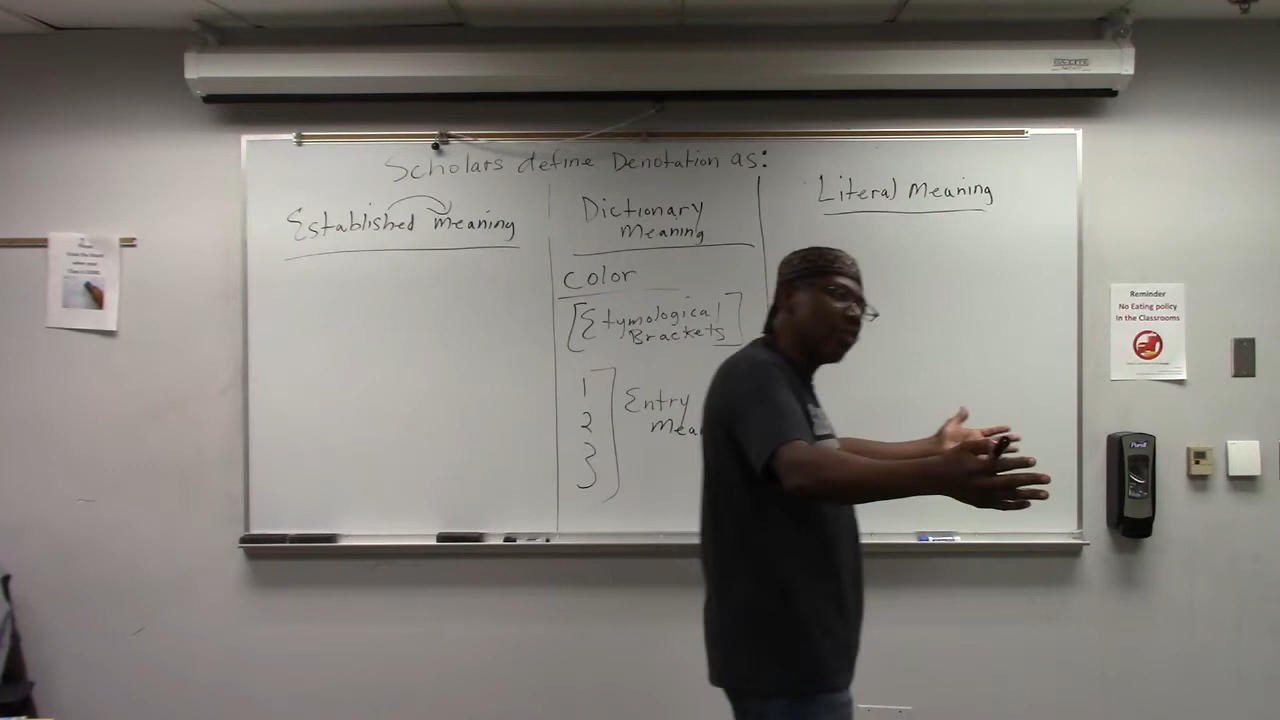 Scholars define Denotation as:
Established meaning
Dictionary
Meaning
color
[Etymological
Brackets]
1
2
3
Entry
Literal Meaning
Reminder
No Eating policy
In the Classrooms
Purell